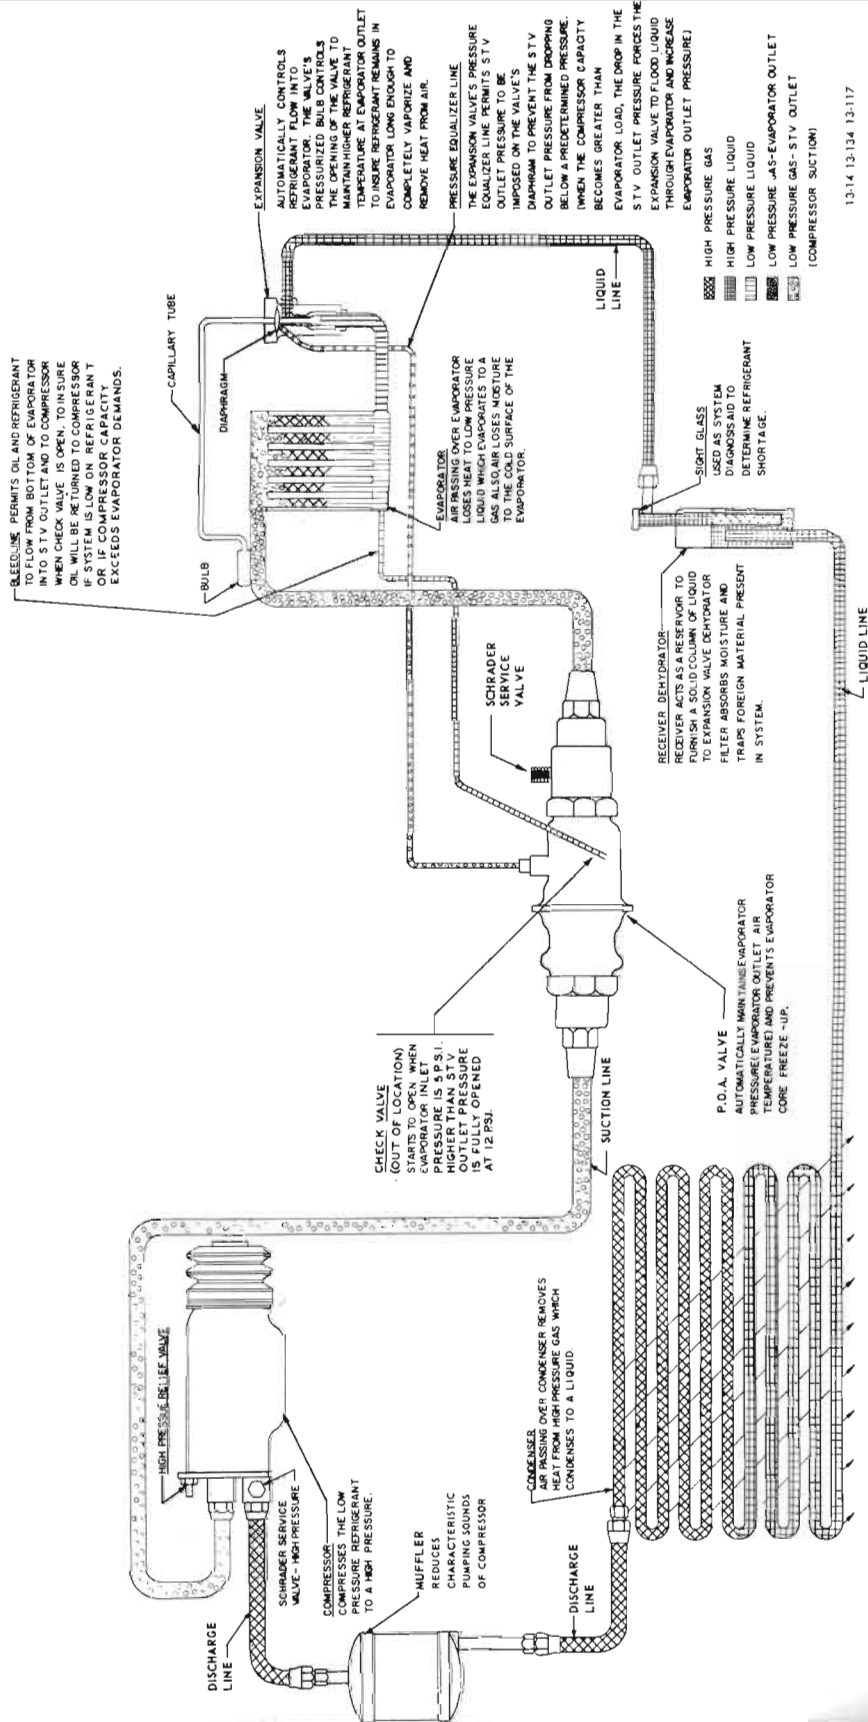 BLEEDLINE PERMITS OIL AND REFRIGERANT
TO FLOW FROM BOTTOM OF EVAPORATOR
INTO S T V OUTLET AND TO COMPRESSOR
WHEN CHECK VALVE IS OPEN. TO INSURE
OIL WILL BE RETURNED TO COMPRESSOR
IF SYSTEM IS LOW ON REFRIGERANT
OR IF COMPRESSOR CAPACITY
EXCEEDS EVAPORATOR DEMANDS.
CAPILLARY TUBE
BULB
DIAPHRAGM
EXPANSION VALVE
AUTOMATICALLY CONTROLS
REFRIGERANT FLOW INTO
EVAPORATOR. THE VALVE'S
PRESSURIZED BULB CONTROLS
THE OPENING OF THE VALVE TO
MAINTAIN HIGHER REFRIGERANT
TEMPERATURE AT EVAPORATOR OUTLET
TO INSURE REFRIGERANT REMAINS IN
EVAPORATOR LONG ENOUGH TO
COMPLETELY VAPORIZE AND
REMOVE HEAT FROM AIR.
PRESSURE EQUALIZER LINE
THE EXPANSION VALVE'S PRESSURE
EQUALIZER LINE PERMITS S T V
OUTLET PRESSURE TO BE
IMPOSED ON THE VALVE'S
DIAPHRAM TO PREVENT THE S T V
OUTLET PRESSURE FROM DROPPING
BELOW A PREDETERMINED PRESSURE.
(WHEN THE COMPRESSOR CAPACITY
BECOMES GREATER THAN
EVAPORATOR LOAD, THE DROP IN THE
S T V OUTLET PRESSURE FORCES THE
EXPANSION VALVE TO FLOOD LIQUID
THROUGH EVAPORATOR AND INCREASE
EVAPORATOR OUTLET PRESSURE)
EVAPORATOR
AIR PASSING OVER EVAPORATOR
LOSES HEAT TO LOW PRESSURE
LIQUID WHICH EVAPORATES TO A
GAS ALSO, AIR LOSES MOISTURE
TO THE COLD SURFACE OF THE
EVAPORATOR.
LIQUID
LINE
HIGH PRESSURE GAS
HIGH PRESSURE LIQUID
LOW PRESSURE LIQUID
LOW PRESSURE GAS-EVAPORATOR OUTLET
LOW PRESSURE GAS- S T V OUTLET
(COMPRESSOR SUCTION)
13-14 13-134 13-117
SIGHT GLASS
USED AS SYSTEM
DIAGNOSIS AID TO
DETERMINE REFRIGERANT
SHORTAGE.
RECEIVER DEHYDRATOR
RECEIVER ACTS AS A RESERVOIR TO
FURNISH A SOLID COLUMN OF LIQUID
TO EXPANSION VALVE DEHYDRATOR
FILTER ABSORBS MOISTURE AND
TRAPS FOREIGN MATERIAL PRESENT
IN SYSTEM.
LIQUID LINE
SCHRADER
SERVICE
VALVE
CHECK VALVE
(OUT OF LOCATION)
STARTS TO OPEN WHEN
EVAPORATOR INLET
PRESSURE IS 5 P.S.I.
HIGHER THAN S T V
OUTLET PRESSURE
IS FULLY OPENED
AT 12 P.S.I.
P.O.A. VALVE
AUTOMATICALLY MAINTAINS EVAPORATOR
PRESSURE (EVAPORATOR OUTLET AIR
TEMPERATURE) AND PREVENTS EVAPORATOR
CORE FREEZE-UP.
SUCTION LINE
HIGH PRESSURE RELIEF VALVE
SCHRADER SERVICE
VALVE - HIGH PRESSURE
COMPRESSOR
COMPRESSES THE LOW
PRESSURE REFRIGERANT
TO A HIGH PRESSURE.
DISCHARGE
LINE
MUFFLER
REDUCES
CHARACTERISTIC
PUMPING SOUNDS
OF COMPRESSOR
CONDENSER
AIR PASSING OVER CONDENSER REMOVES
HEAT FROM HIGH PRESSURE GAS WHICH
CONDENSES TO A LIQUID.
DISCHARGE
LINE